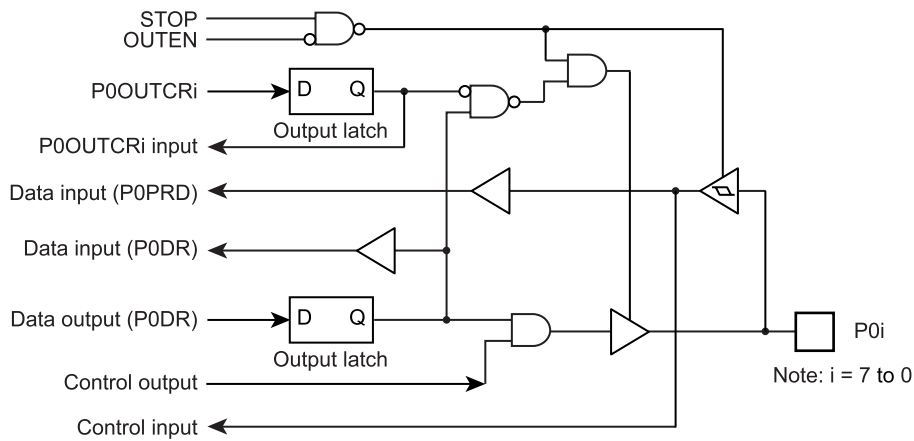 STOP
OUTEN
P0OUTCRi
D Q
Output latch
P0OUTCRi input
Data input (P0PRD)
Data input (P0DR)
Data output (P0DR)
D Q
Output latch
P0i
Note: i = 7 to 0
Control output
Control input